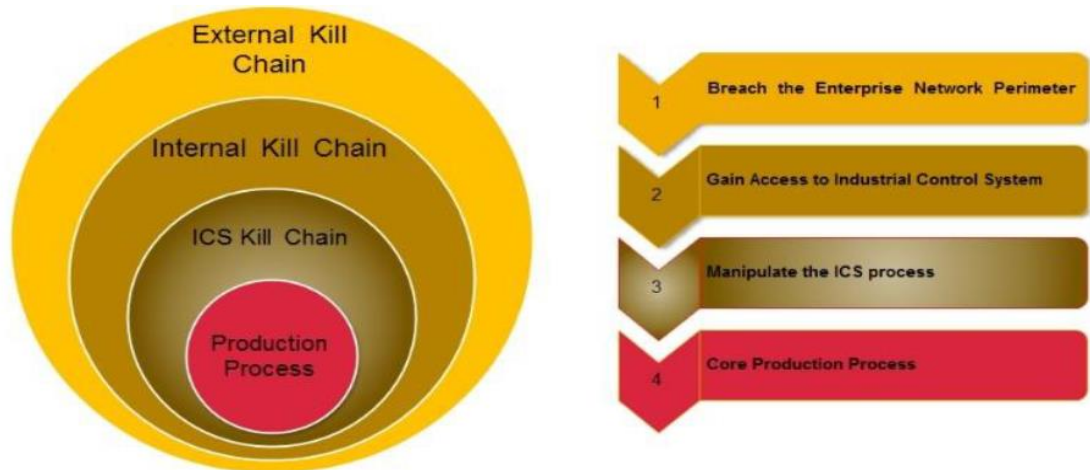 External Kill
Chain
Internal Kill Chain
ICS Kill Chain
Production
Process
1
Breach the Enterprise Network Perimeter
2
Gain Access to Industrial Control System
3
Manipulate the ICS process
4
Core Production Process